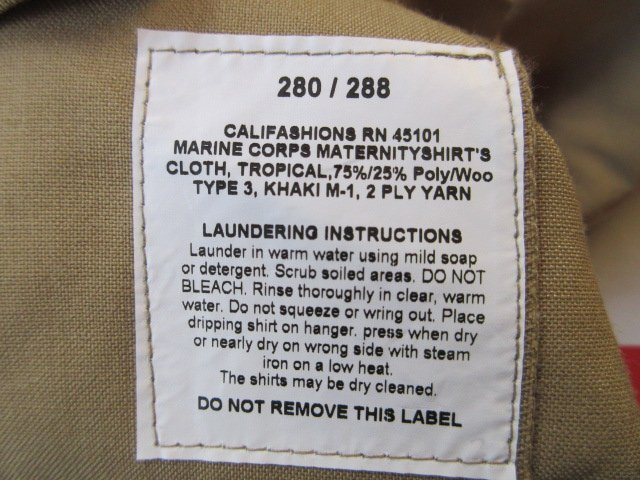 280 / 288
CALIFASHIONS RN 45101
MARINE CORPS MATERNITYSHIRT'S
CLOTH, TROPICAL,75%/25% Poly/Woo
TYPE 3, KHAKI M-1, 2 PLY YARN
LAUNDERING INSTRUCTIONS
Launder in warm water using mild soap
or detergent. Scrub soiled areas. DO NOT
BLEACH. Rinse thoroughly in clear, warm
water. Do not squeeze or wring out. Place
dripping shirt on hanger, press when dry
or nearly dry on wrong side with steam
iron on a low heat.
The shirts may be dry cleaned.
DO NOT REMOVE THIS LABEL